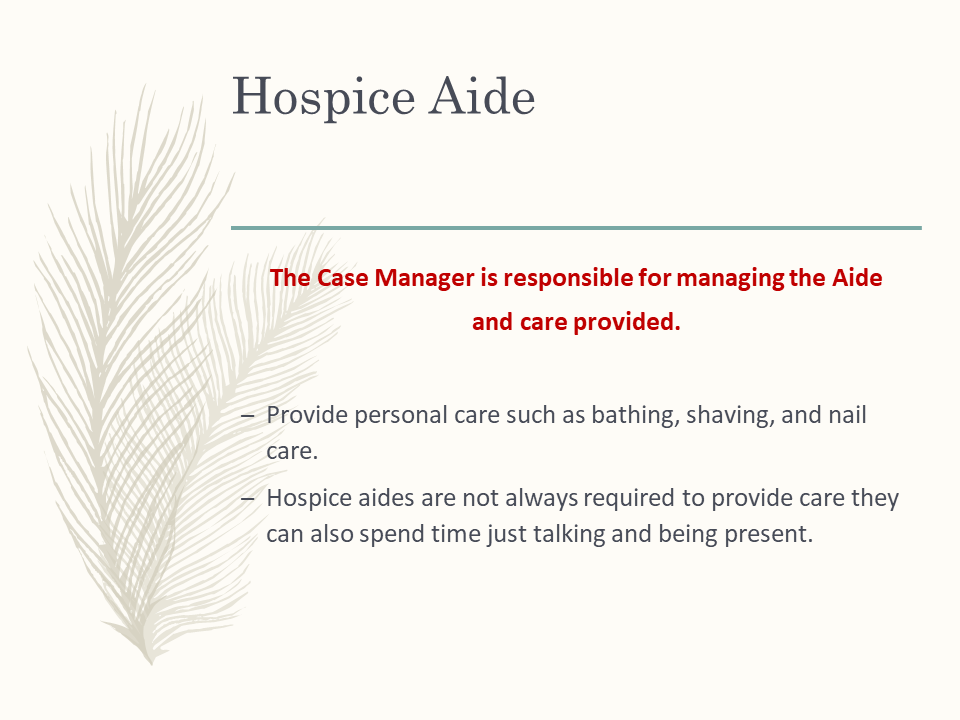 Hospice Aide
The Case Manager is responsible for managing the Aide
and care provided.
– Provide personal care such as bathing, shaving, and nail
care.
– Hospice aides are not always required to provide care they
can also spend time just talking and being present.